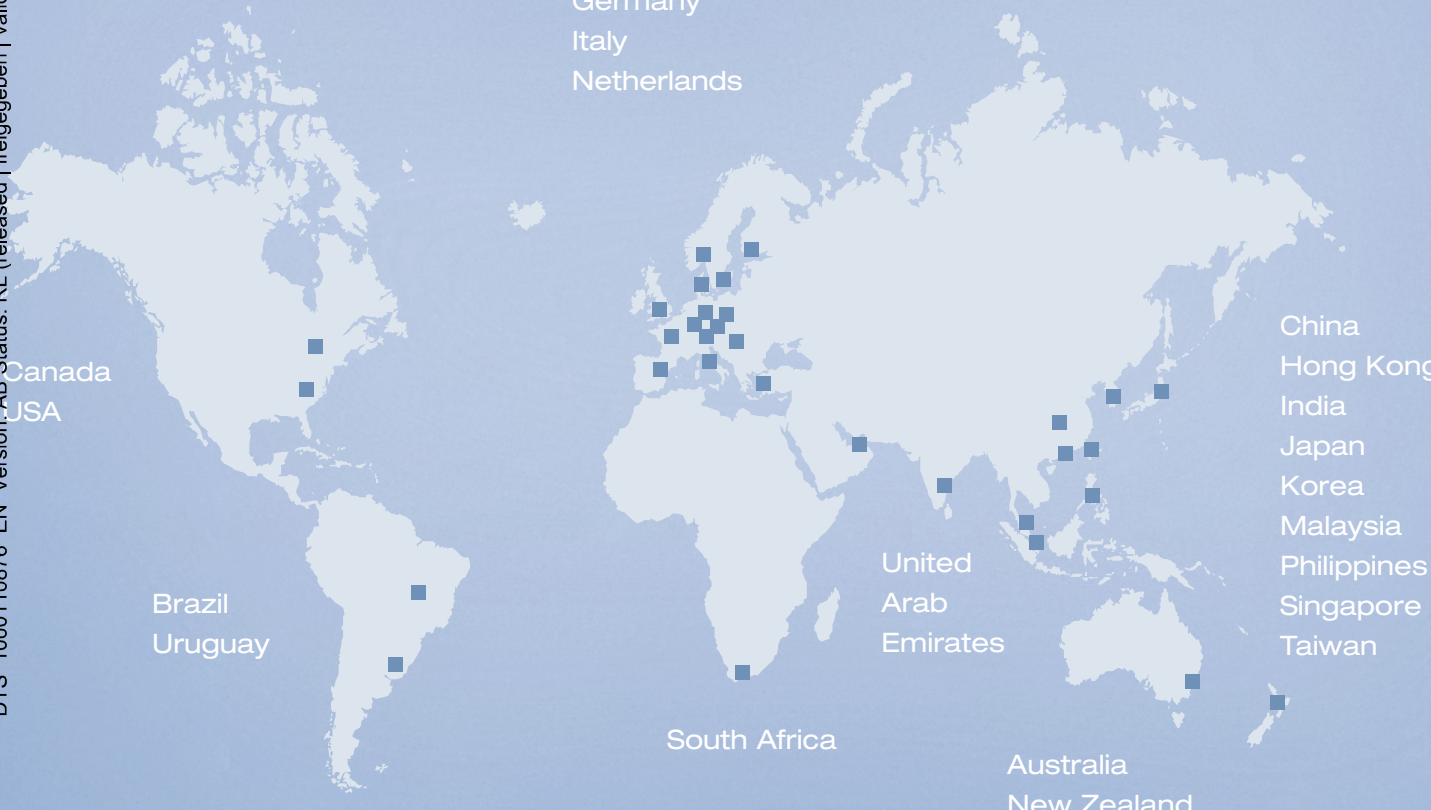 Germany
Italy
Netherlands
Canada
USA
China
Hong Kong
India
Japan
Korea
Malaysia
Philippines
Singapore
Taiwan
United
Arab
Emirates
Brazil
Uruguay
South Africa
Australia
New Zealand